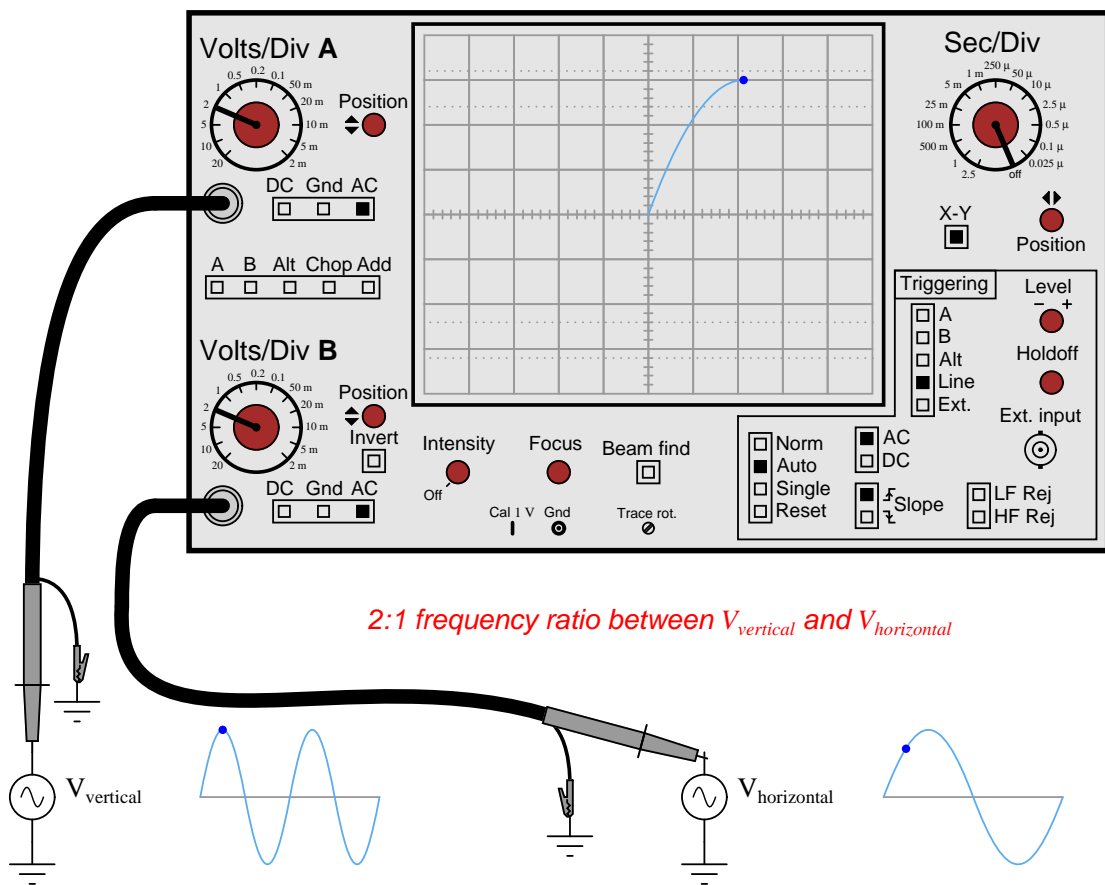 Volts/Div A
0.5 0.2 0.1
1 50 m
2 20 m
5 10 m
10 5 m
20 2 m
Position
DC Gnd AC
A B Alt Chop Add
Volts/Div B
0.5 0.2 0.1
1 50 m
2 20 m
5 10 m
10 5 m
20 2 m
Position
Invert
DC Gnd AC
Intensity
Off
Focus
Beam find
Cal 1 V Gnd Trace rot.
Sec/Div
250 µ
1 m 50 µ
5 m 10 µ
25 m 2.5 µ
100 m 0.5 µ
500 m 0.1 µ
1 0.025 µ
2.5 off
X-Y
Position
Triggering
A
B
Alt
Line
Ext.
Level
− +
Holdoff
Ext. input
Norm
Auto
Single
Reset
AC
DC
Slope
LF Rej
HF Rej
2:1 frequency ratio between Vvertical and Vhorizontal
Vvertical
Vhorizontal